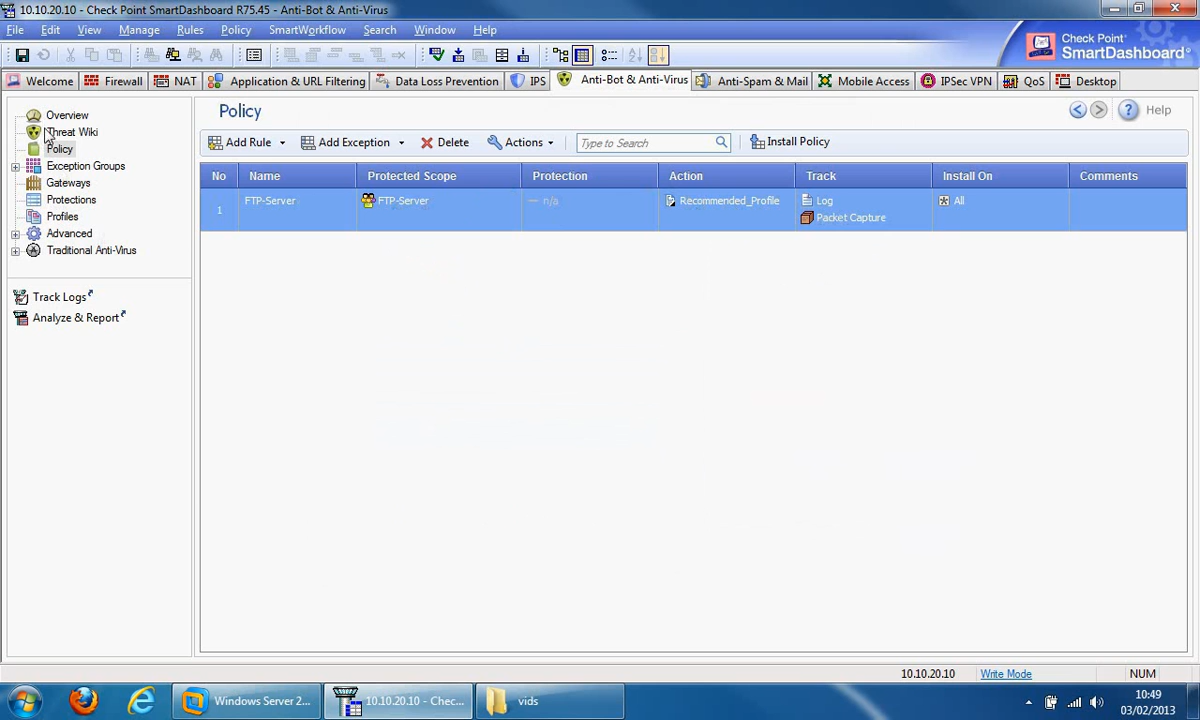 10.10.20.10 - Check Point SmartDashboard R75.45 - Anti-Bot & Anti-Virus
File Edit View Manage Rules Policy SmartWorkflow Search Window Help
Check Point
SmartDashboard
Welcome Firewall NAT Application & URL Filtering Data Loss Prevention IPS Anti-Bot & Anti-Virus Anti-Spam & Mail Mobile Access IPSec VPN QoS Desktop
Overview
Threat Wiki
Policy
Exception Groups
Gateways
Protections
Profiles
Advanced
Traditional Anti-Virus
Track Logs
Analyze & Report
Policy
Help
Add Rule Add Exception Delete Actions Type to Search Install Policy
No Name Protected Scope Protection Action Track Install On Comments
1 FTP-Server FTP-Server n/a Recommended_Profile Log All
Packet Capture
10.10.20.10 Write Mode NUM
Windows Server 2... 10.10.20.10 - Chec... vids
10:49
03/02/2013